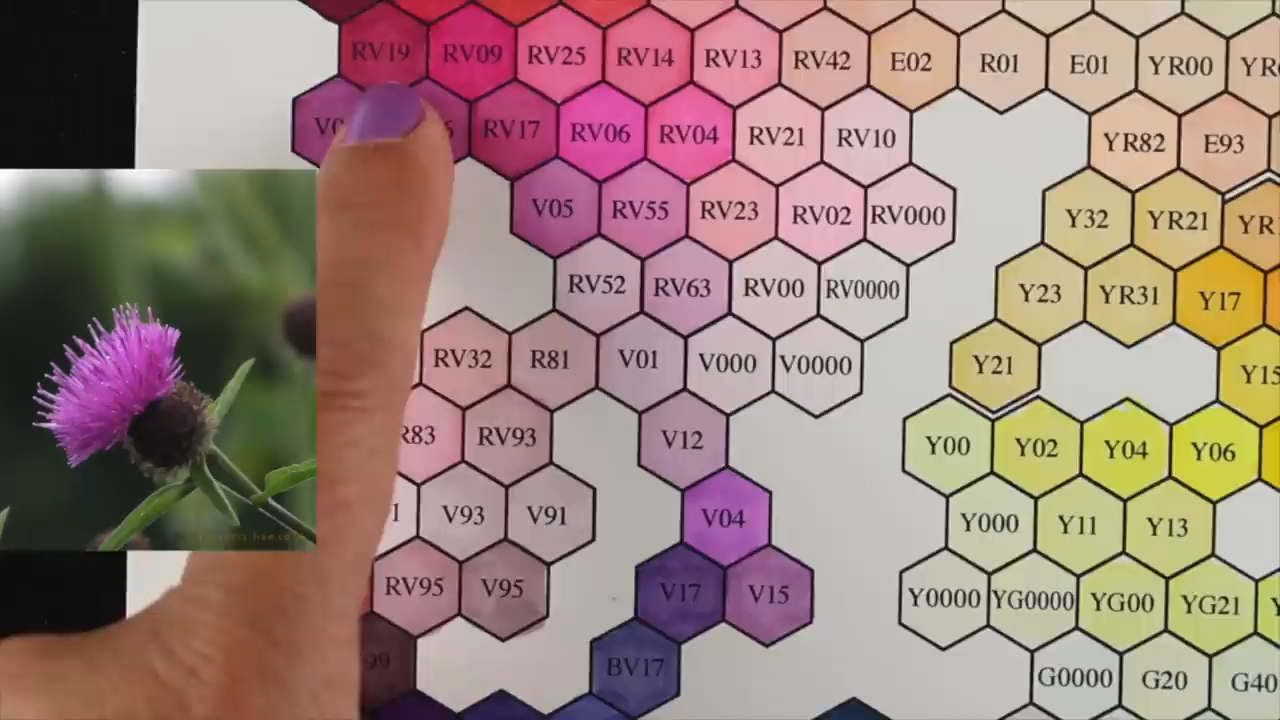 RV19 RV09 RV25 RV14 RV13 RV42 E02 R01 E01 YR00
RV17 RV06 RV04 RV21 RV10 YR82 E93
V05 RV55 RV23 RV02 RV000 Y32 YR21
RV52 RV63 RV00 RV0000 Y23 YR31 Y17
RV32 R81 V01 V000 V0000 Y21 Y15
R83 RV93 V12 Y00 Y02 Y04 Y06
V93 V91 V04 Y000 Y11 Y13
RV95 V95 V17 V15 Y0000 YG0000 YG00 YG21
99 BV17 G0000 G20 G40